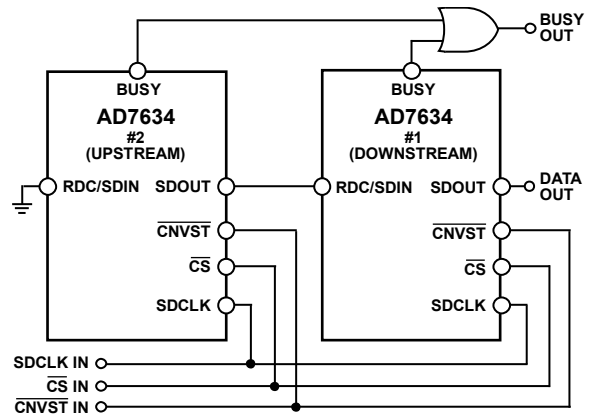 BUSY
OUT
BUSY
AD7634
#2
(UPSTREAM)
RDC/SDIN
SDOUT
CNVST
CS
SDCLK
BUSY
AD7634
#1
(DOWNSTREAM)
RDC/SDIN
SDOUT
CNVST
CS
SDCLK
DATA
OUT
SDCLK IN
CS IN
CNVST IN